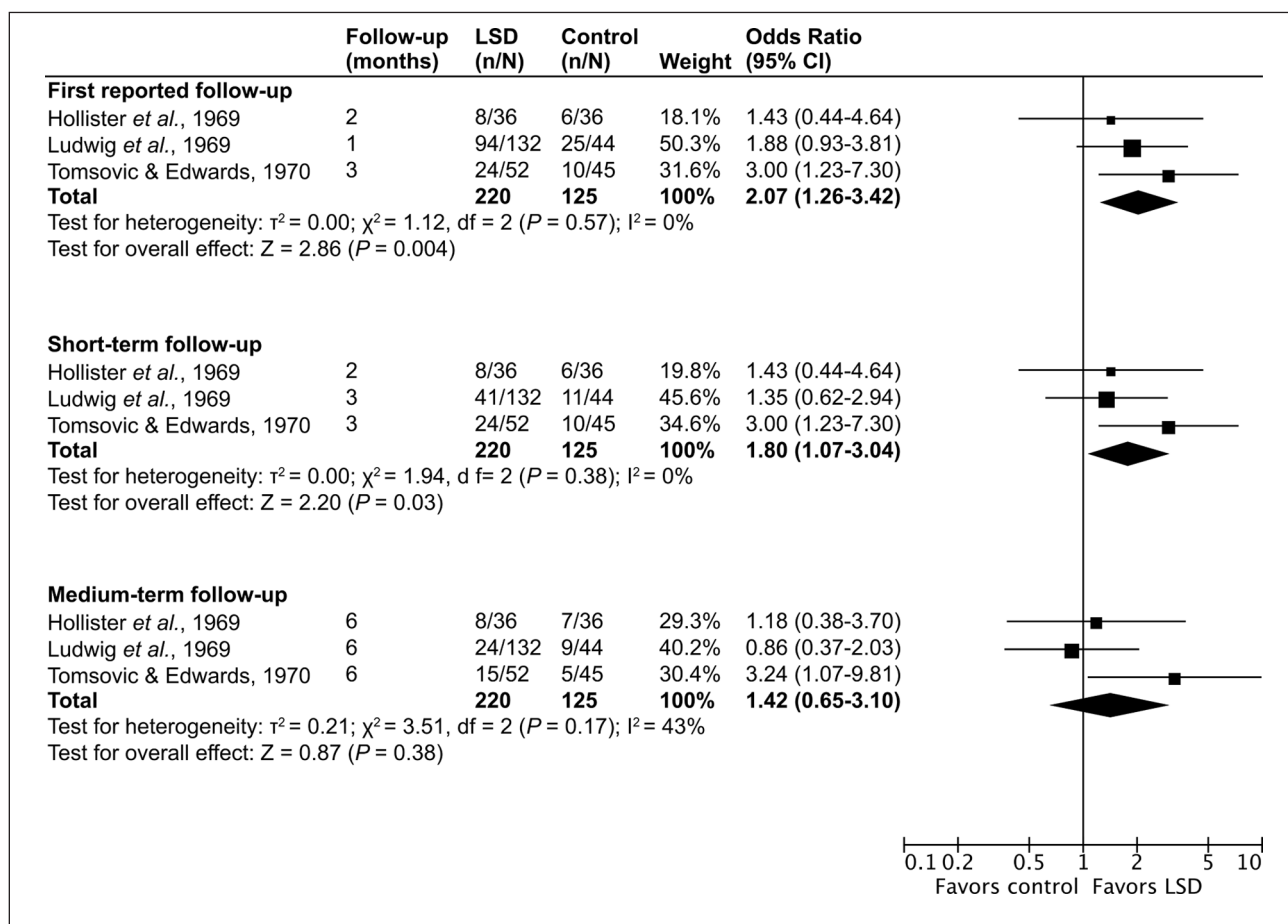 Follow-up LSD Control Odds Ratio
(months) (n/N) (n/N) Weight (95% CI)
First reported follow-up
Hollister et al., 1969 2 8/36 6/36 18.1% 1.43 (0.44-4.64)
Ludwig et al., 1969 1 94/132 25/44 50.3% 1.88 (0.93-3.81)
Tomsovic & Edwards, 1970 3 24/52 10/45 31.6% 3.00 (1.23-7.30)
Total 220 125 100% 2.07 (1.26-3.42)
Test for heterogeneity: τ² = 0.00; χ² = 1.12, df = 2 (P = 0.57); I² = 0%
Test for overall effect: Z = 2.86 (P = 0.004)
Short-term follow-up
Hollister et al., 1969 2 8/36 6/36 19.8% 1.43 (0.44-4.64)
Ludwig et al., 1969 3 41/132 11/44 45.6% 1.35 (0.62-2.94)
Tomsovic & Edwards, 1970 3 24/52 10/45 34.6% 3.00 (1.23-7.30)
Total 220 125 100% 1.80 (1.07-3.04)
Test for heterogeneity: τ² = 0.00; χ² = 1.94, d f= 2 (P = 0.38); I² = 0%
Test for overall effect: Z = 2.20 (P = 0.03)
Medium-term follow-up
Hollister et al., 1969 6 8/36 7/36 29.3% 1.18 (0.38-3.70)
Ludwig et al., 1969 6 24/132 9/44 40.2% 0.86 (0.37-2.03)
Tomsovic & Edwards, 1970 6 15/52 5/45 30.4% 3.24 (1.07-9.81)
Total 220 125 100% 1.42 (0.65-3.10)
Test for heterogeneity: τ² = 0.21; χ² = 3.51, df = 2 (P = 0.17); I² = 43%
Test for overall effect: Z = 0.87 (P = 0.38)
0.1 0.2 0.5 1 2 5 10
Favors control Favors LSD